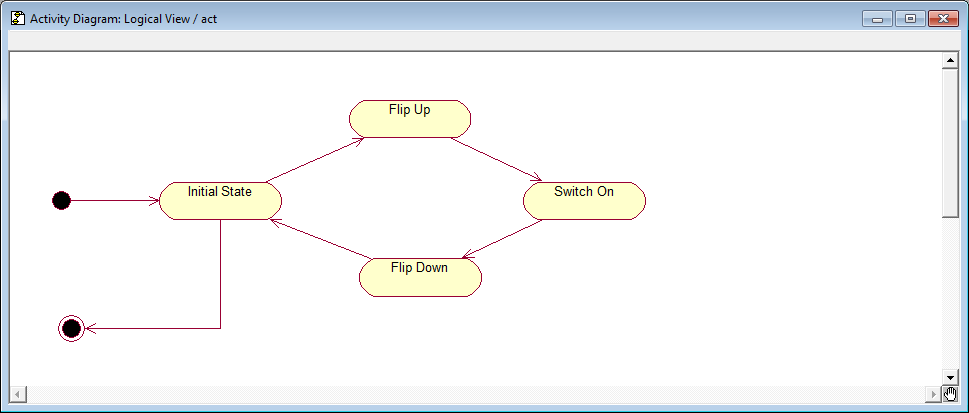 Activity Diagram: Logical View / act
Flip Up
Initial State
Switch On
Flip Down